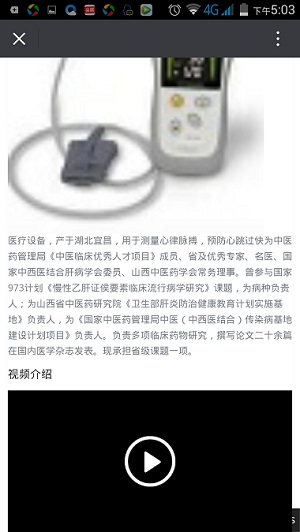 4G 下午5:03
医疗设备，产于湖北宜昌，用于测量心律脉搏，预防心跳过快为中医
药管理局《中医临床优秀人才项目》成员、省及优秀专家、名医、国
家中西医结合肝病学会委员、山西中医药学会常务理事。曾参与国家
973计划《慢性乙肝证侯要素临床流行病学研究》课题，为病种负责
人；为山西省中医药研究院《卫生部肝炎防治健康教育计划实施基
地》负责人，为《国家中医药管理局中医（中西医结合）传染病基地
建设计划项目》负责人。负责多项临床药物研究，撰写论文二十余篇
在国内医学杂志发表。现承担省级课题一项。
视频介绍